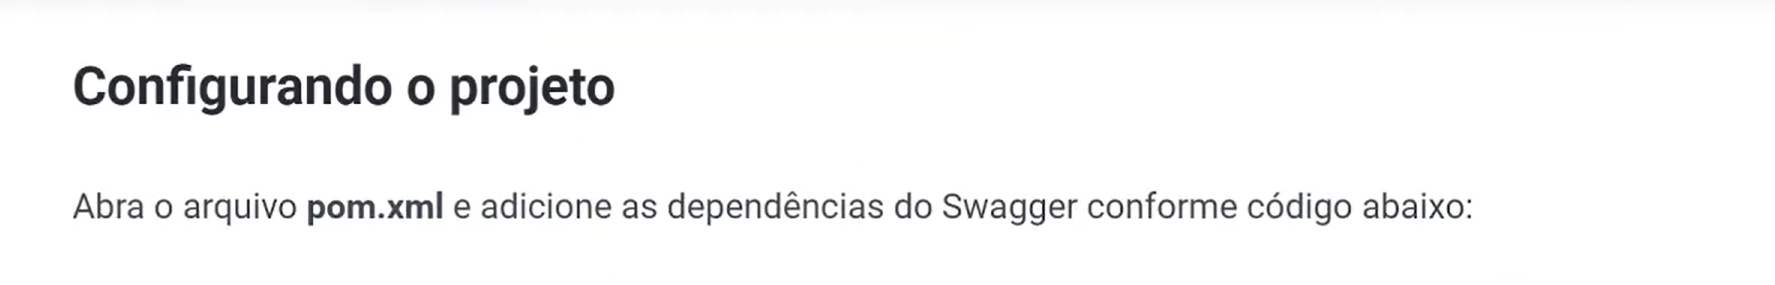 Configurando o projeto
Abra o arquivo pom.xml e adicione as dependências do Swagger conforme código abaixo: